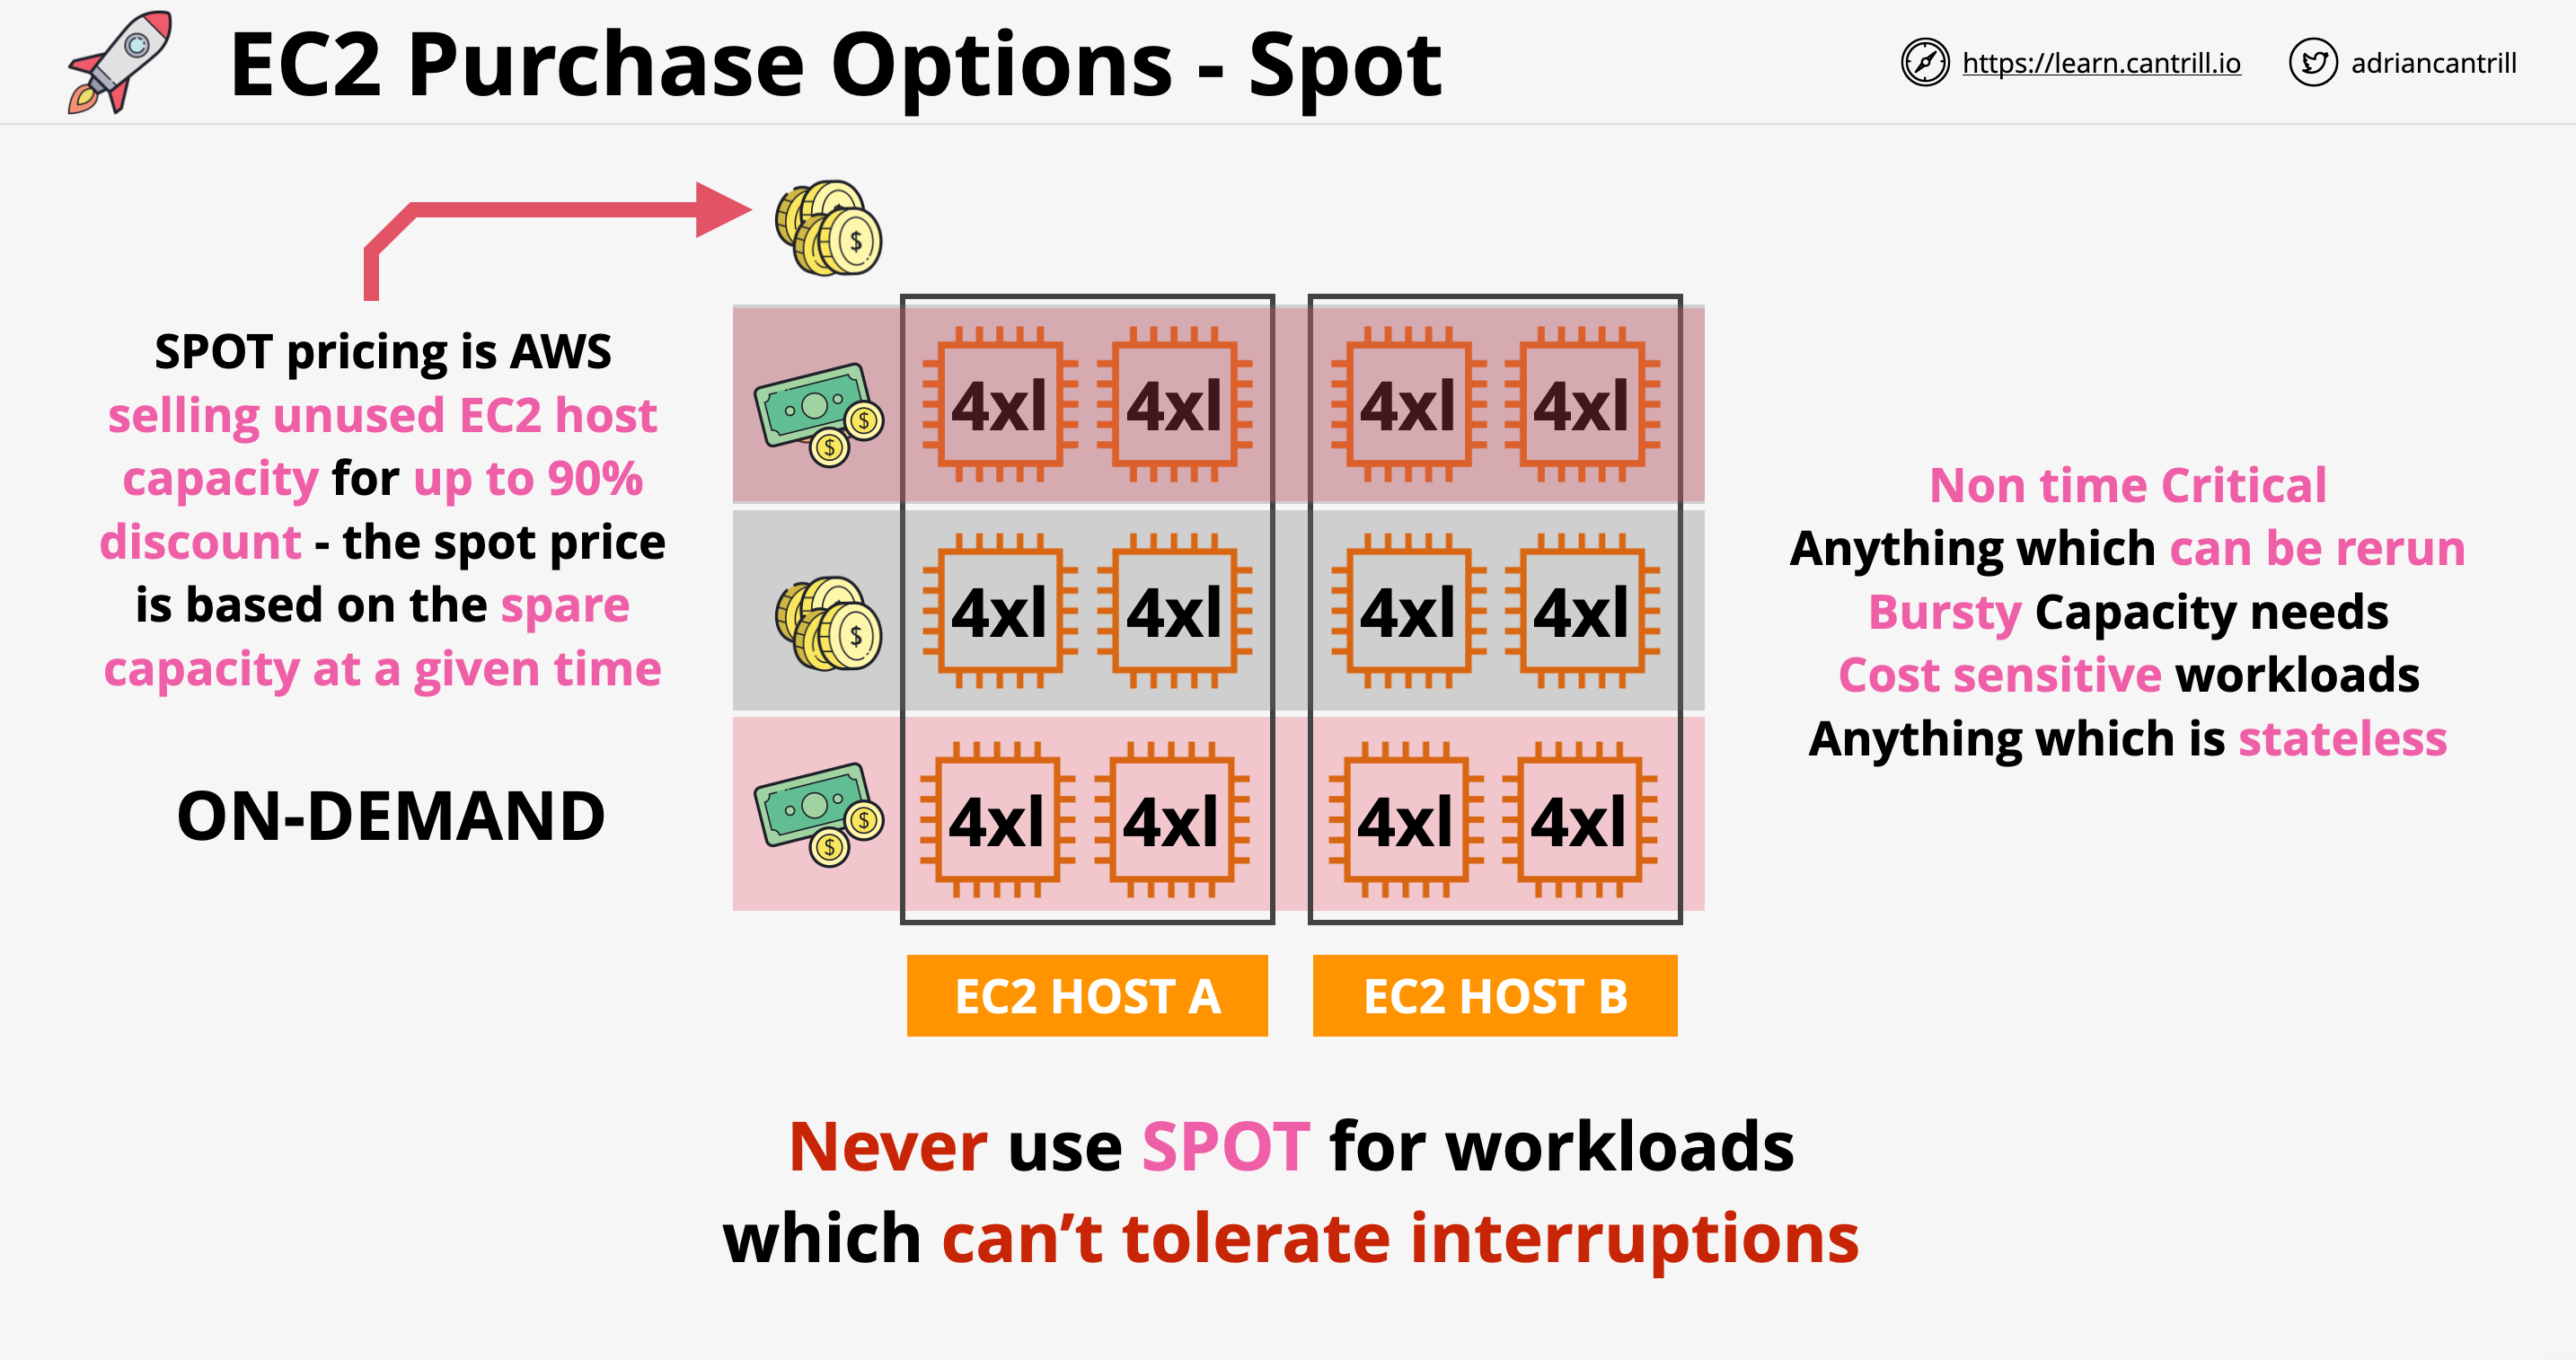 EC2 Purchase Options - Spot
https://learn.cantrill.io
adriancantrill
SPOT pricing is AWS
selling unused EC2 host
capacity for up to 90%
discount - the spot price
is based on the spare
capacity at a given time
ON-DEMAND
4xl 4xl 4xl 4xl
4xl 4xl 4xl 4xl
4xl 4xl 4xl 4xl
EC2 HOST A
EC2 HOST B
Non time Critical
Anything which can be rerun
Bursty Capacity needs
Cost sensitive workloads
Anything which is stateless
Never use SPOT for workloads
which can’t tolerate interruptions